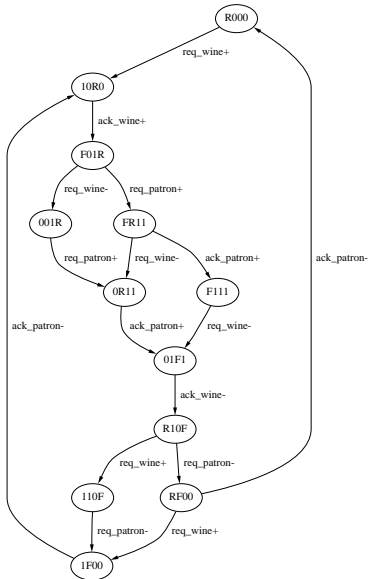 R000
req_wine+
10R0
ack_wine+
F01R
req_wine-
req_patron+
001R
FR11
req_patron+
req_wine-
ack_patron+
ack_patron-
0R11
F111
ack_patron-
ack_patron+
req_wine-
01F1
ack_wine-
R10F
req_wine+
req_patron-
110F
RF00
req_patron-
req_wine+
1F00